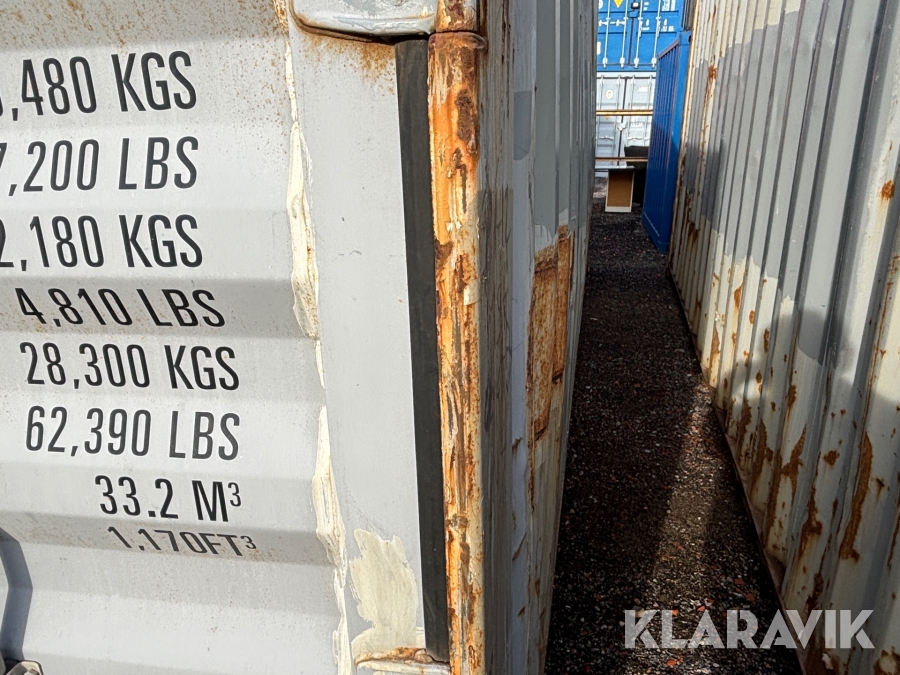 ,480 KGS
7,200 LBS
2,180 KGS
4,810 LBS
28,300 KGS
62,390 LBS
33.2 M³
1,170FT³
KLARAVIK